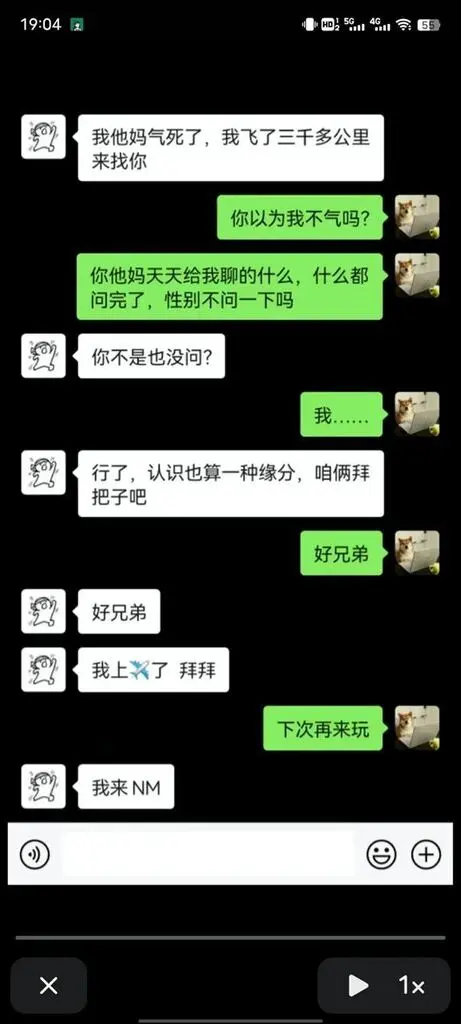 19:04
HD 1 2 5G 4G 55
我他妈气死了，我飞了三千多公里
来找你
你以为我不气吗?
你他妈天天给我聊的什么，什么都
问完了，性别不问一下吗
你不是也没问?
我……
行了，认识也算一种缘分，咱俩拜
把子吧
好兄弟
好兄弟
我上✈️了 拜拜
下次再来玩
我来 NM
1×